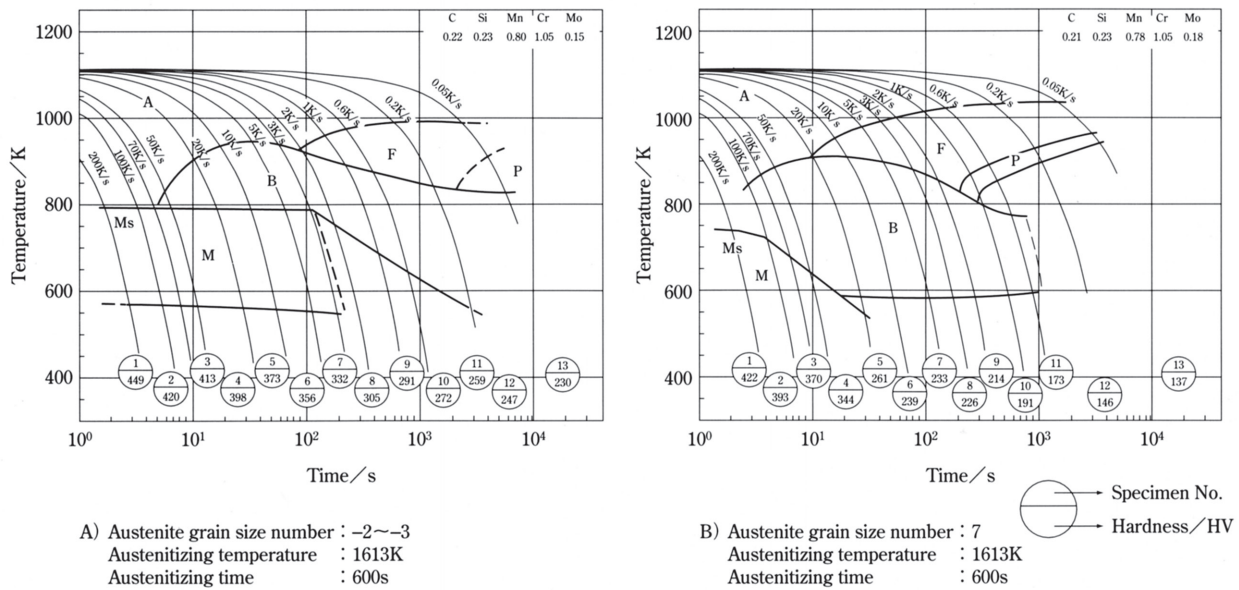 C Si Mn Cr Mo
0.22 0.23 0.80 1.05 0.15
Temperature/K
1200
1000
800
600
400
A
200K/s
100K/s
70K/s
50K/s
20K/s
10K/s
5K/s
3K/s
2K/s
1K/s
0.6K/s
0.2K/s
0.05K/s
F
P
B
Ms
M
1 449
2 420
3 413
4 398
5 373
6 356
7 332
8 305
9 291
10 272
11 259
12 247
13 230
10⁰ 10¹ 10² 10³ 10⁴
Time/s
A) Austenite grain size number : −2~−3
Austenitizing temperature : 1613K
Austenitizing time : 600s
C Si Mn Cr Mo
0.21 0.23 0.78 1.05 0.18
Temperature/K
1200
1000
800
600
400
A
200K/s
100K/s
70K/s
50K/s
20K/s
10K/s
5K/s
3K/s
2K/s
1K/s
0.6K/s
0.2K/s
0.05K/s
F
P
B
Ms
M
1 422
2 393
3 370
4 344
5 261
6 239
7 233
8 226
9 214
10 191
11 173
12 146
13 137
10⁰ 10¹ 10² 10³ 10⁴
Time/s
Specimen No.
Hardness/HV
B) Austenite grain size number : 7
Austenitizing temperature : 1613K
Austenitizing time : 600s